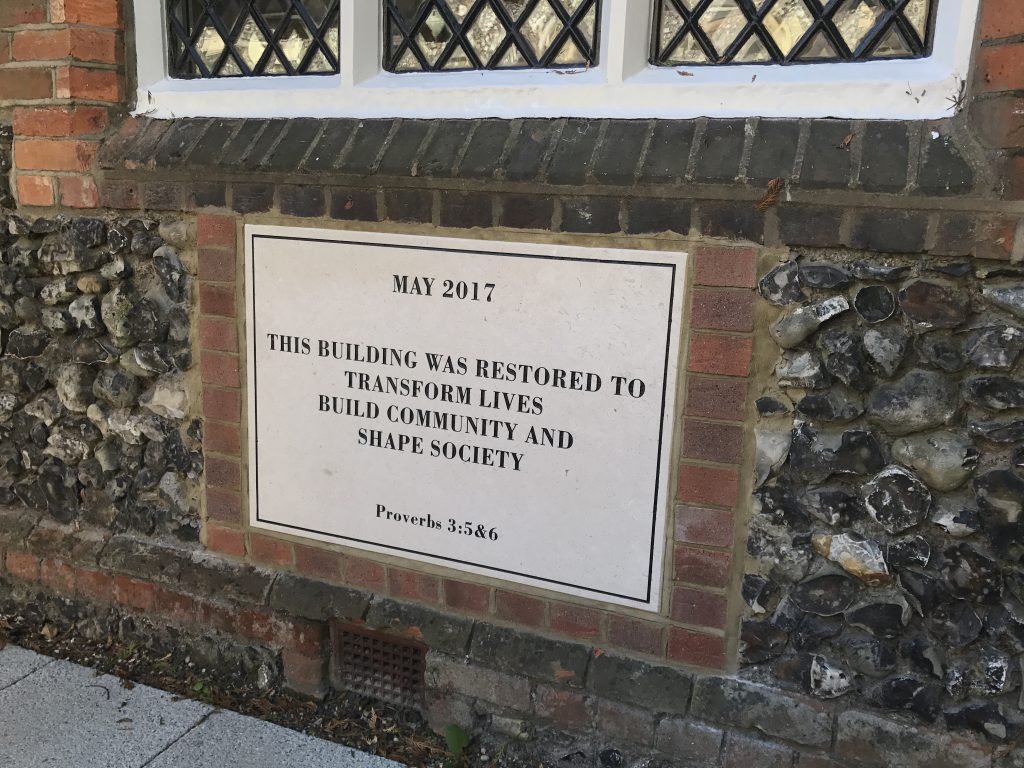 MAY 2017
THIS BUILDING WAS RESTORED TO
TRANSFORM LIVES
BUILD COMMUNITY AND
SHAPE SOCIETY
Proverbs 3:5&6